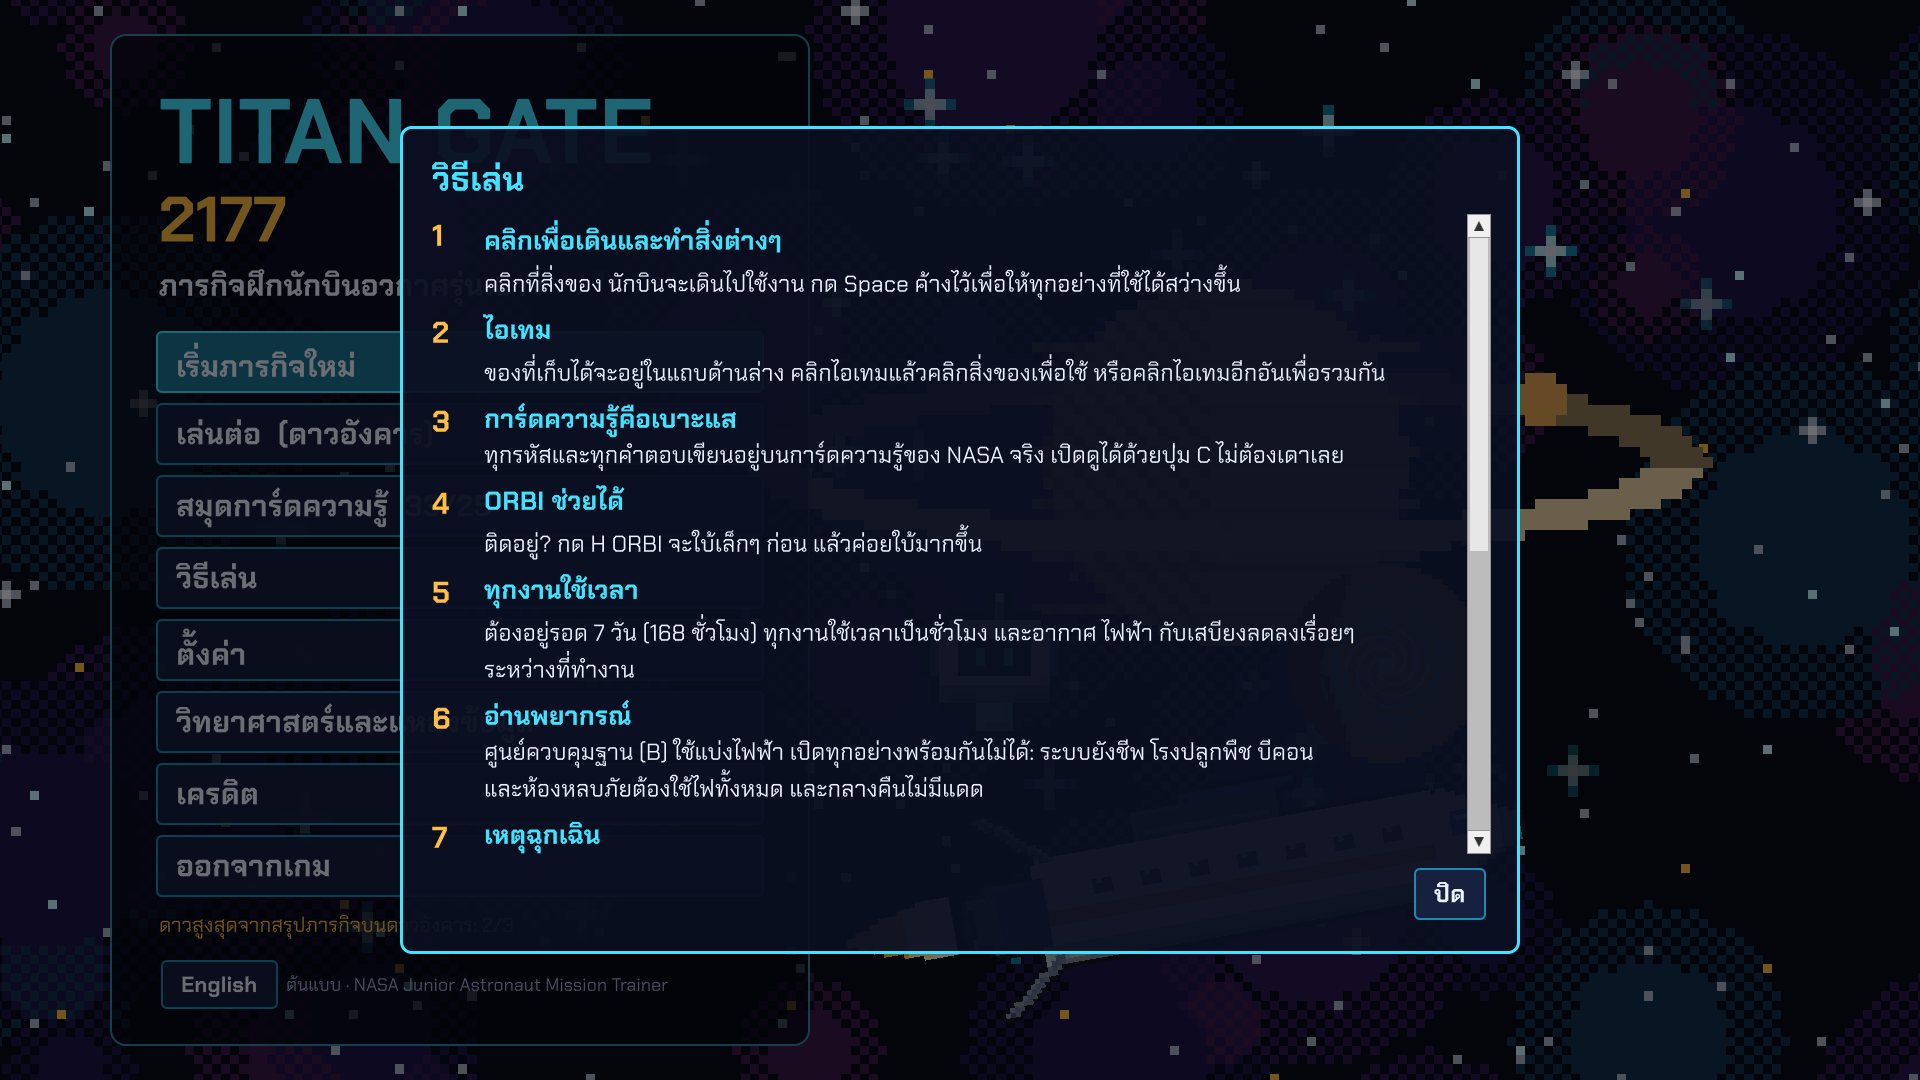 TITAN GATE
2177
ภารกิจฝึกนักบินอวกาศรุ่น
เริ่มภารกิจใหม่
เล่นต่อ (ดาวอังคาร)
สมุดการ์ดความรู้
วิธีเล่น
ตั้งค่า
วิทยาศาสตร์และแหล่งข้อมูล
เครดิต
ออกจากเกม
ดาวสูงสุดจากสรุปภารกิจบนดาวอังคาร: 2/3
English
ต้นแบบ · NASA Junior Astronaut Mission Trainer
วิธีเล่น
1 คลิกเพื่อเดินและทำสิ่งต่างๆ
คลิกที่สิ่งของ นักบินจะเดินไปใช้งาน กด Space ค้างไว้เพื่อให้ทุกอย่างที่ใช้ได้สว่างขึ้น
2 ไอเทม
ของที่เก็บได้จะอยู่ในแถบด้านล่าง คลิกไอเทมแล้วคลิกสิ่งของเพื่อใช้ หรือคลิกไอเทมอีกอันเพื่อรวมกัน
3 การ์ดความรู้คือเบาะแส
ทุกรหัสและทุกคำตอบเขียนอยู่บนการ์ดความรู้ของ NASA จริง เปิดดูได้ด้วยปุ่ม C ไม่ต้องเดาเลย
4 ORBI ช่วยได้
ติดอยู่? กด H ORBI จะใบ้เล็กๆ ก่อน แล้วค่อยใบ้มากขึ้น
5 ทุกงานใช้เวลา
ต้องอยู่รอด 7 วัน (168 ชั่วโมง) ทุกงานใช้เวลาเป็นชั่วโมง และอากาศ ไฟฟ้า กับเสบียงลดลงเรื่อยๆ
ระหว่างที่ทำงาน
6 อ่านพยากรณ์
ศูนย์ควบคุมฐาน (B) ใช้แบ่งไฟฟ้า เปิดทุกอย่างพร้อมกันไม่ได้: ระบบยังชีพ โรงปลูกพืช บีคอน
และห้องหลบภัยต้องใช้ไฟทั้งหมด และกลางคืนไม่มีแดด
7 เหตุฉุกเฉิน
ปิด